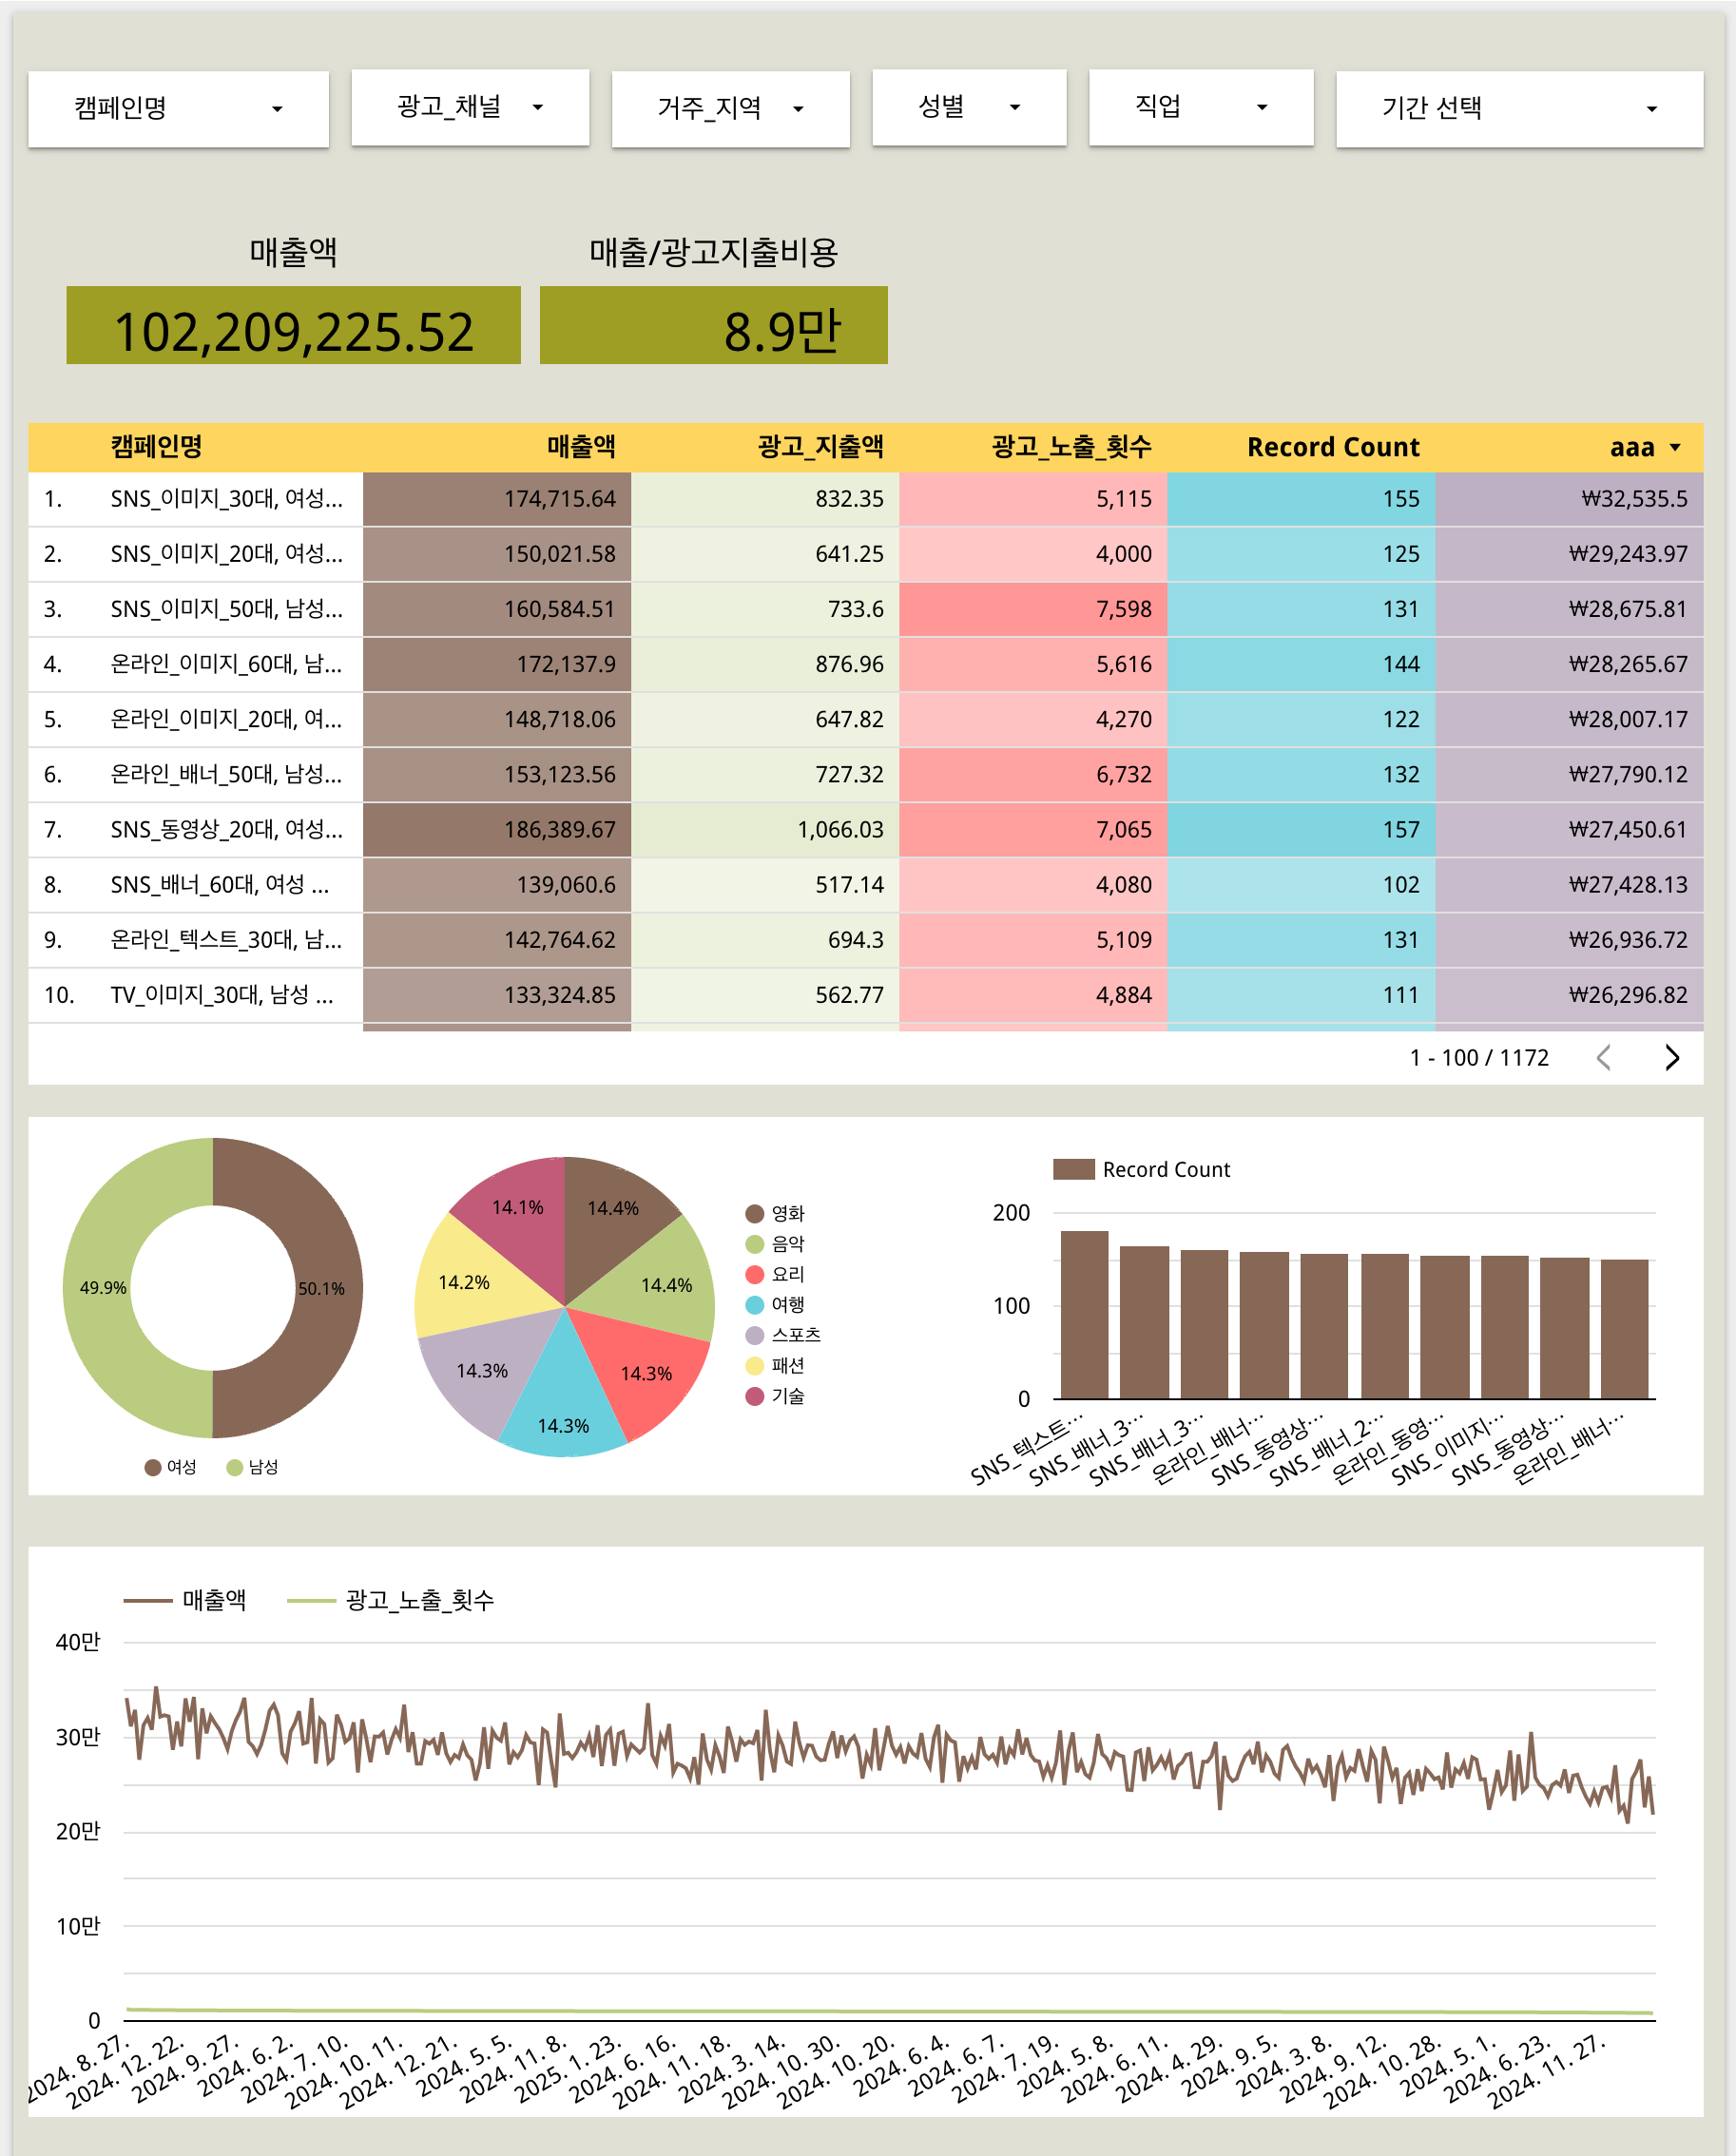 캠페인명
광고_채널
거주_지역
성별
직업
기간 선택
매출액
매출/광고지출비용
102,209,225.52
8.9만
캠페인명 매출액 광고_지출액 광고_노출_횟수 Record Count aaa
1. SNS_이미지_30대, 여성... 174,715.64 832.35 5,115 155 ₩32,535.5
2. SNS_이미지_20대, 여성... 150,021.58 641.25 4,000 125 ₩29,243.97
3. SNS_이미지_50대, 남성... 160,584.51 733.6 7,598 131 ₩28,675.81
4. 온라인_이미지_60대, 남... 172,137.9 876.96 5,616 144 ₩28,265.67
5. 온라인_이미지_20대, 여... 148,718.06 647.82 4,270 122 ₩28,007.17
6. 온라인_배너_50대, 남성... 153,123.56 727.32 6,732 132 ₩27,790.12
7. SNS_동영상_20대, 여성... 186,389.67 1,066.03 7,065 157 ₩27,450.61
8. SNS_배너_60대, 여성 ... 139,060.6 517.14 4,080 102 ₩27,428.13
9. 온라인_텍스트_30대, 남... 142,764.62 694.3 5,109 131 ₩26,936.72
10. TV_이미지_30대, 남성 ... 133,324.85 562.77 4,884 111 ₩26,296.82
1 - 100 / 1172
49.9%
50.1%
여성
남성
14.1%
14.4%
14.2%
14.4%
14.3%
14.3%
14.3%
영화
음악
요리
여행
스포츠
패션
기술
Record Count
200
100
0
SNS_텍스트...
SNS_배너_3...
SNS_배너_3...
온라인_배너...
SNS_동영상...
SNS_배너_2...
온라인_동영...
SNS_이미지...
SNS_동영상...
온라인_배너...
매출액
광고_노출_횟수
40만
30만
20만
10만
0
2024. 8. 27.
2024. 12. 22.
2024. 9. 27.
2024. 6. 2.
2024. 7. 10.
2024. 10. 11.
2024. 12. 21.
2024. 5. 5.
2024. 11. 8.
2025. 1. 23.
2024. 6. 16.
2024. 11. 18.
2024. 3. 14.
2024. 10. 30.
2024. 10. 20.
2024. 6. 4.
2024. 6. 7.
2024. 7. 19.
2024. 5. 8.
2024. 6. 11.
2024. 4. 29.
2024. 9. 5.
2024. 3. 8.
2024. 9. 12.
2024. 10. 28.
2024. 5. 1.
2024. 6. 23.
2024. 11. 27.